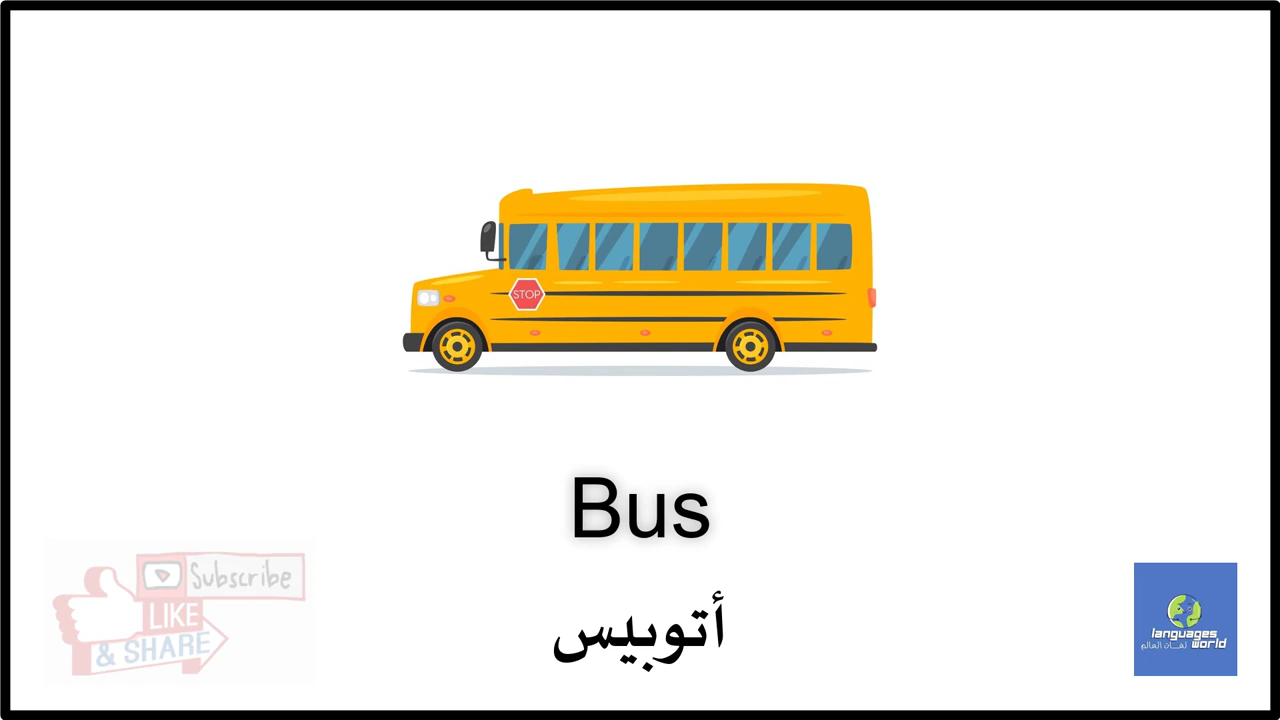 STOP
Bus
أتوبيس
Subscribe
LIKE
& SHARE
languages
world
لغات العالم